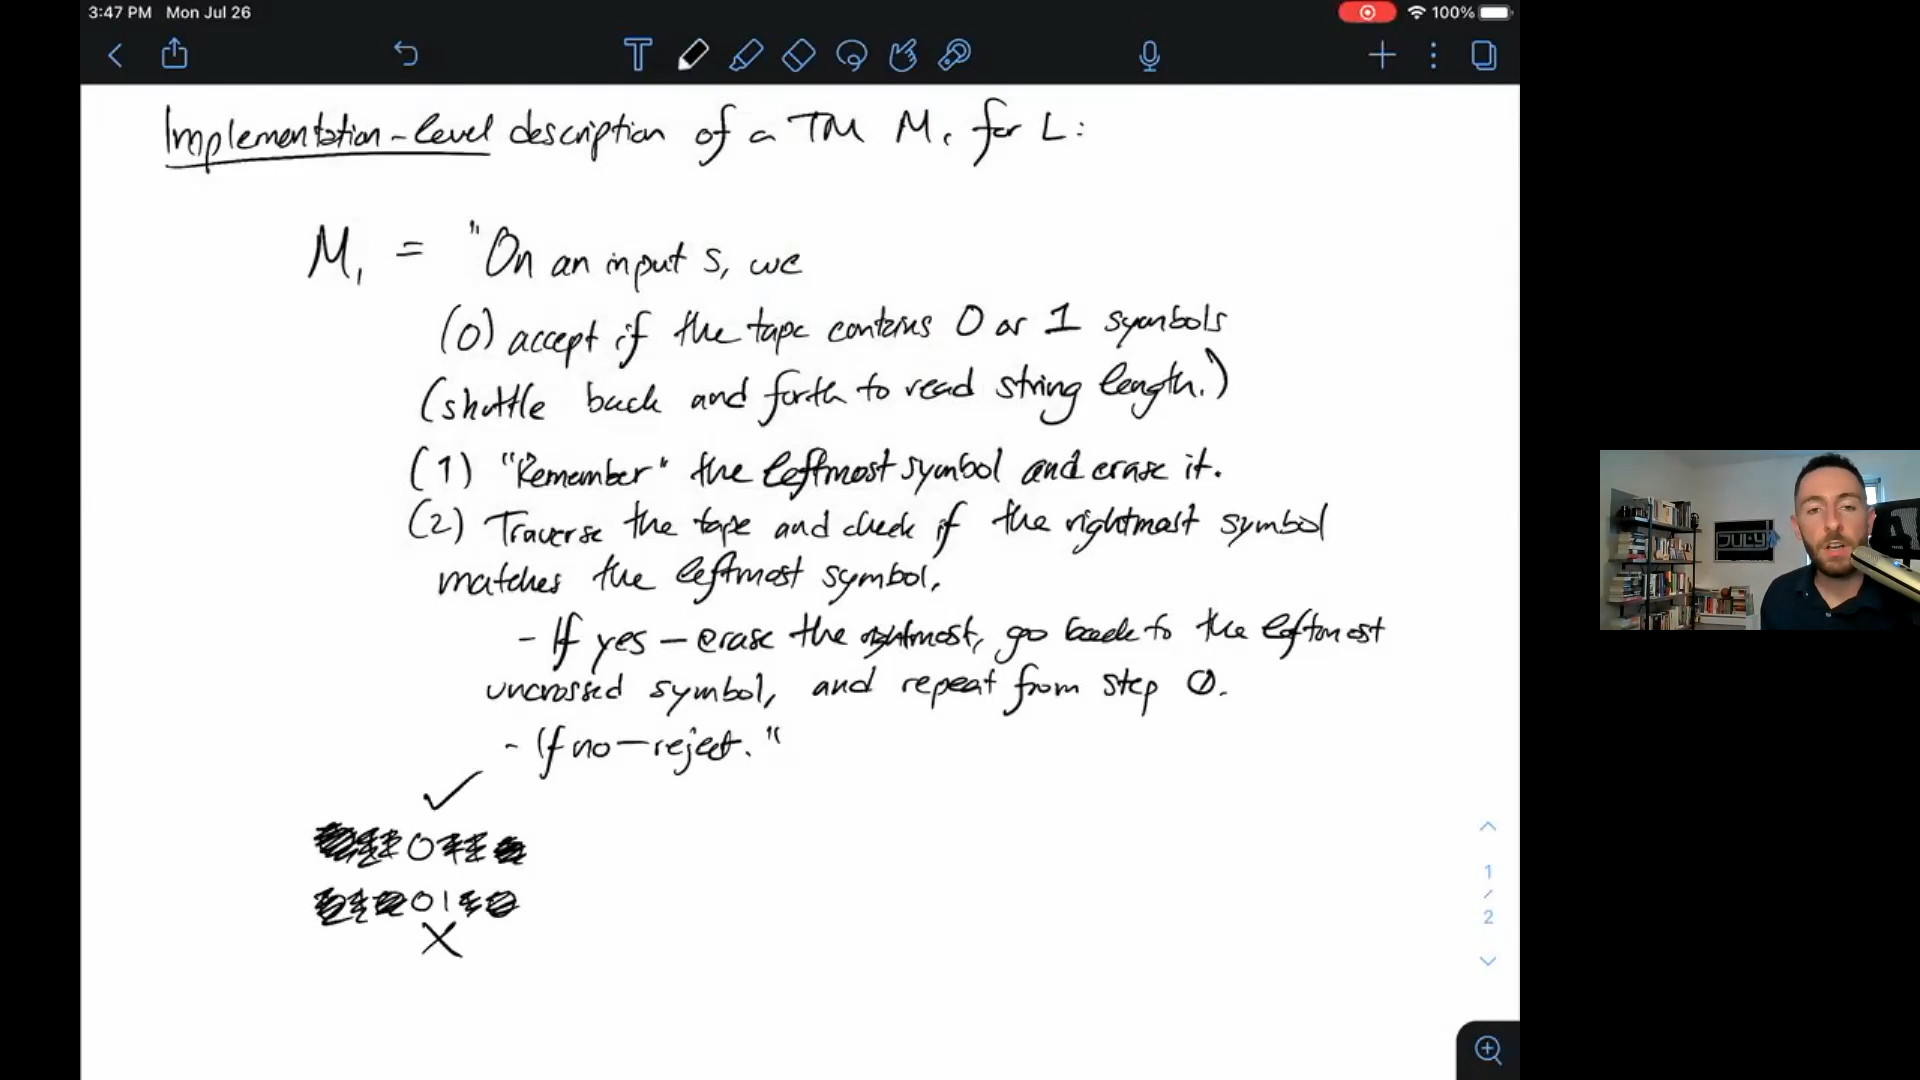 3:47 PM Mon Jul 26
100%
Implementation-level description of a TM M₁ for L:
M₁ = "On an input s, we
(0) accept if the tape contains 0 or 1 symbols
(shuttle back and forth to read string length.)
(1) "Remember" the leftmost symbol and erase it.
(2) Traverse the tape and check if the rightmost symbol
matches the leftmost symbol.
- If yes — erase the rightmost, go back to the leftmost
uncrossed symbol, and repeat from step 0.
- If no — reject."
0
01
1
/
2
JULY